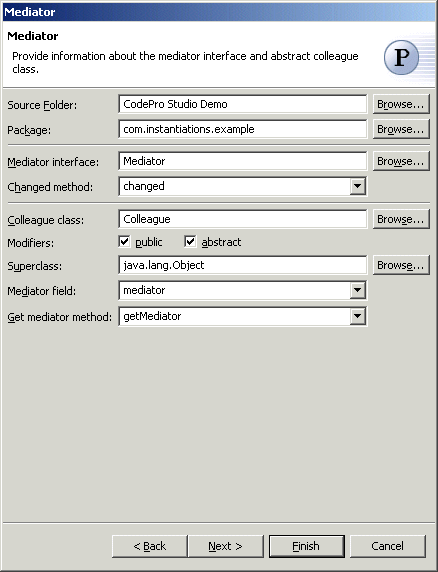 Mediator
Mediator
Provide information about the mediator interface and abstract colleague
class.
P
Source Folder: CodePro Studio Demo Browse...
Package: com.instantiations.example Browse...
Mediator interface: Mediator Browse...
Changed method: changed
Colleague class: Colleague Browse...
Modifiers: public abstract
Superclass: java.lang.Object Browse...
Mediator field: mediator
Get mediator method: getMediator
< Back Next > Finish Cancel